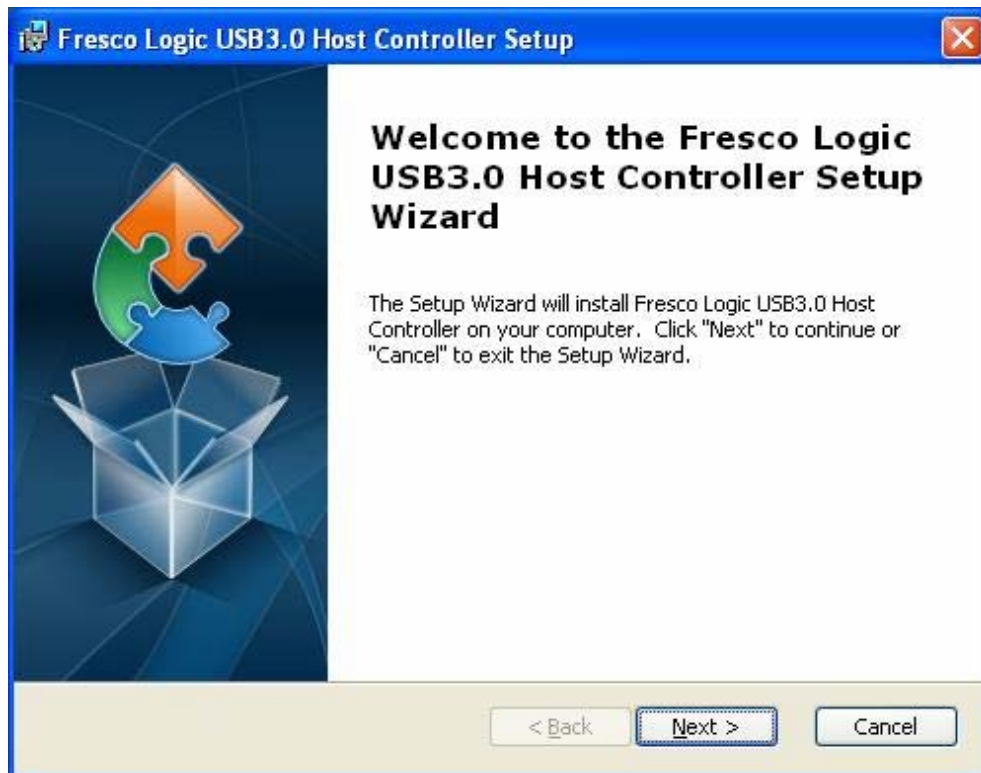 Fresco Logic USB3.0 Host Controller Setup
Welcome to the Fresco Logic
USB3.0 Host Controller Setup
Wizard
The Setup Wizard will install Fresco Logic USB3.0 Host
Controller on your computer.  Click "Next" to continue or
"Cancel" to exit the Setup Wizard.
< Back
Next >
Cancel